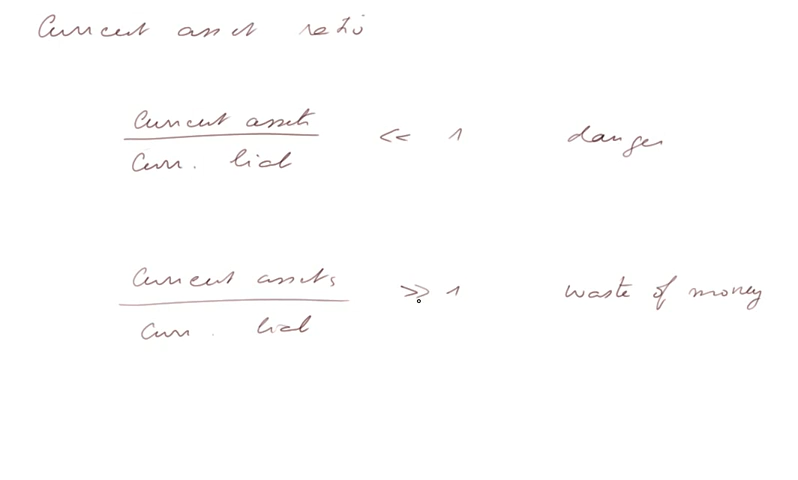 Current asset ratio
Current assets
<< 1 danger
Curr. liab
Current assets
>> 1 waste of money
Curr. liab